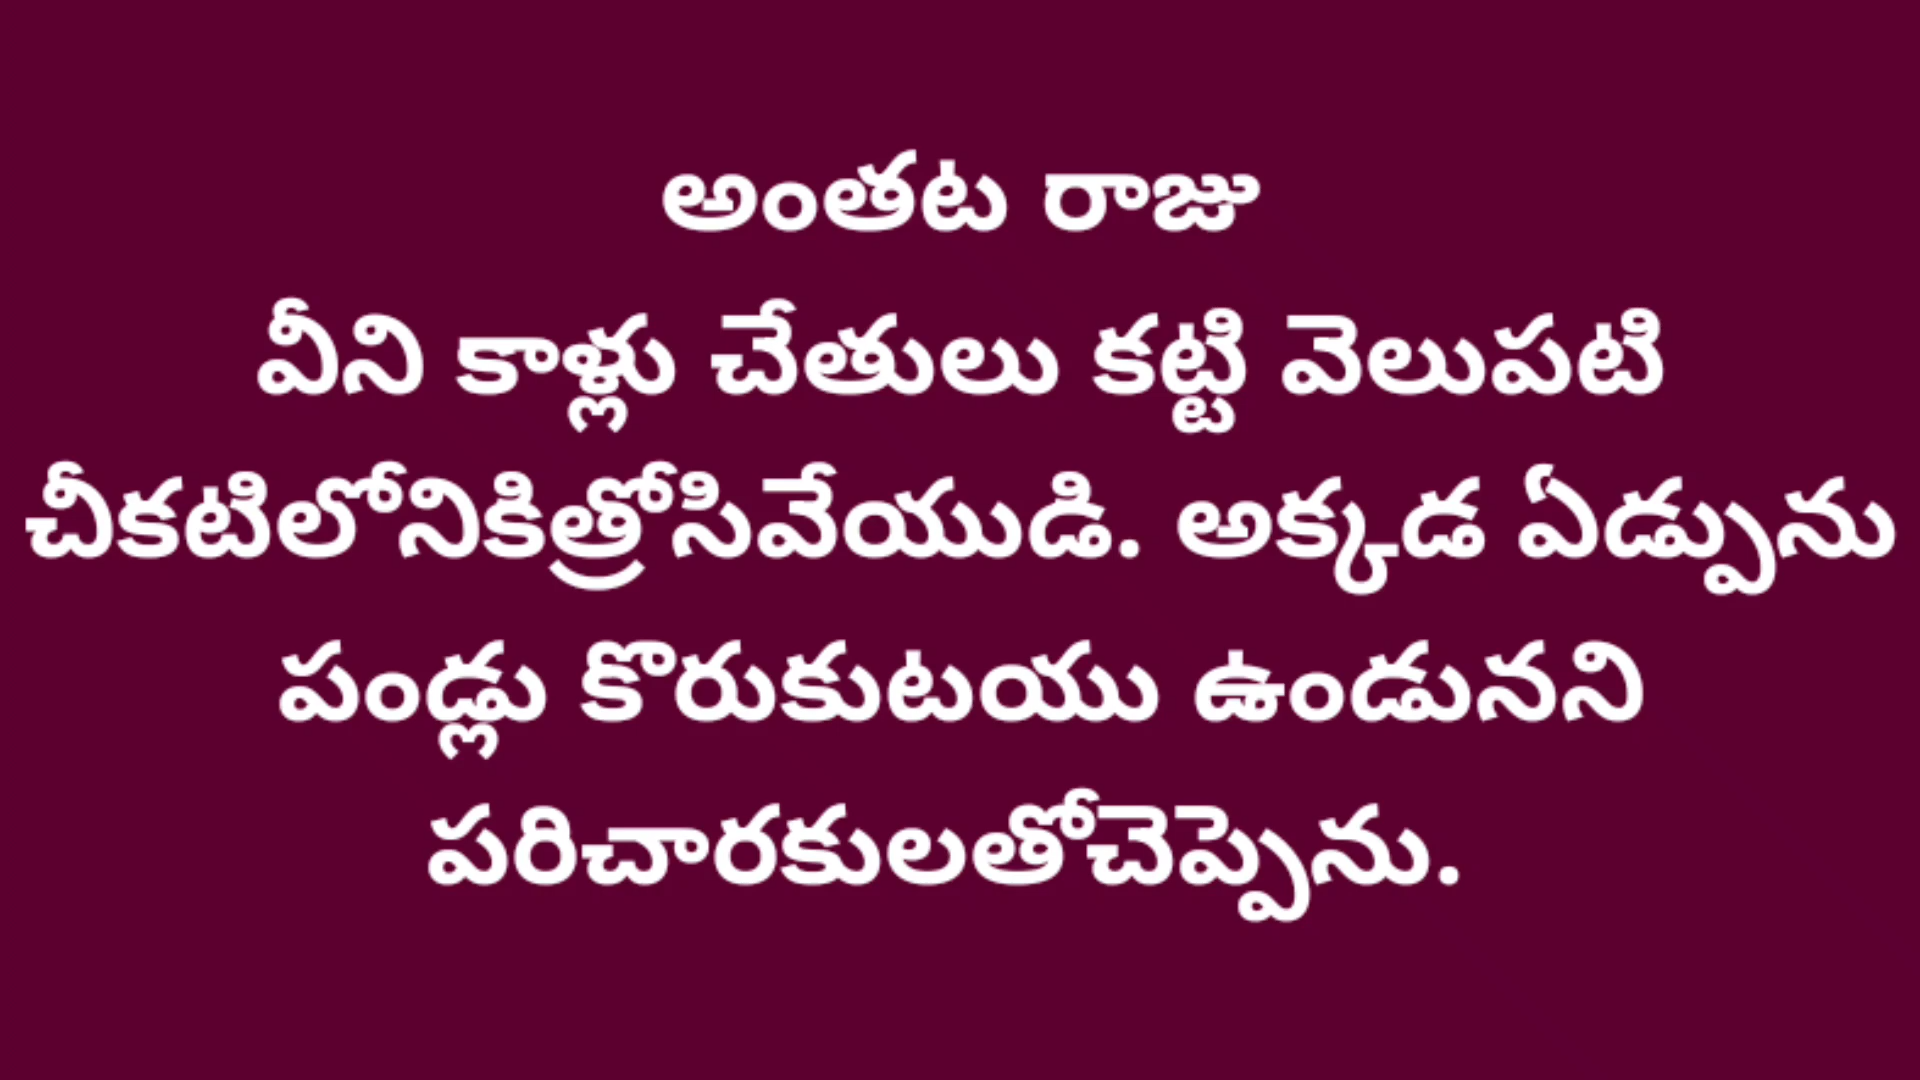 అంతట రాజు
వీని కాళ్లు చేతులు కట్టి వెలుపటి
చీకటిలోనికిత్రోసివేయుడి. అక్కడ ఏడ్పును
పండ్లు కొరుకుటయు ఉండునని
పరిచారకులతోచెప్పెను.